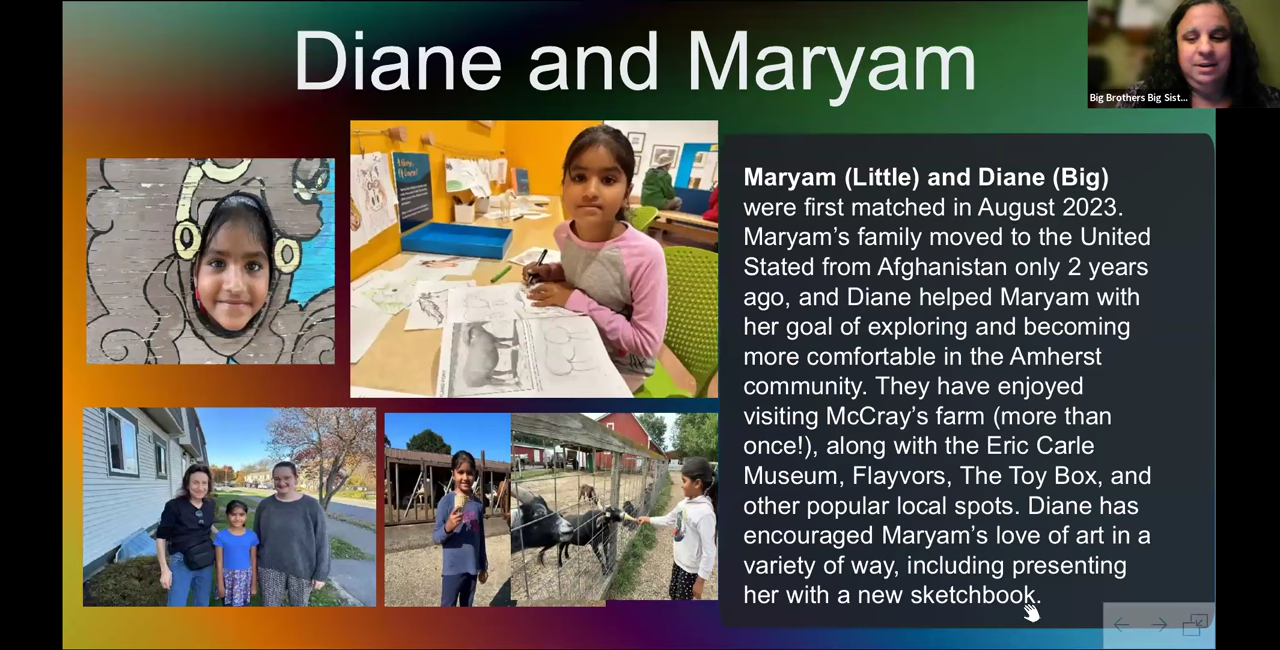 Diane and Maryam
Big Brothers Big Sist...
Maryam (Little) and Diane (Big)
were first matched in August 2023.
Maryam’s family moved to the United
Stated from Afghanistan only 2 years
ago, and Diane helped Maryam with
her goal of exploring and becoming
more comfortable in the Amherst
community. They have enjoyed
visiting McCray’s farm (more than
once!), along with the Eric Carle
Museum, Flayvors, The Toy Box, and
other popular local spots. Diane has
encouraged Maryam’s love of art in a
variety of way, including presenting
her with a new sketchbook.